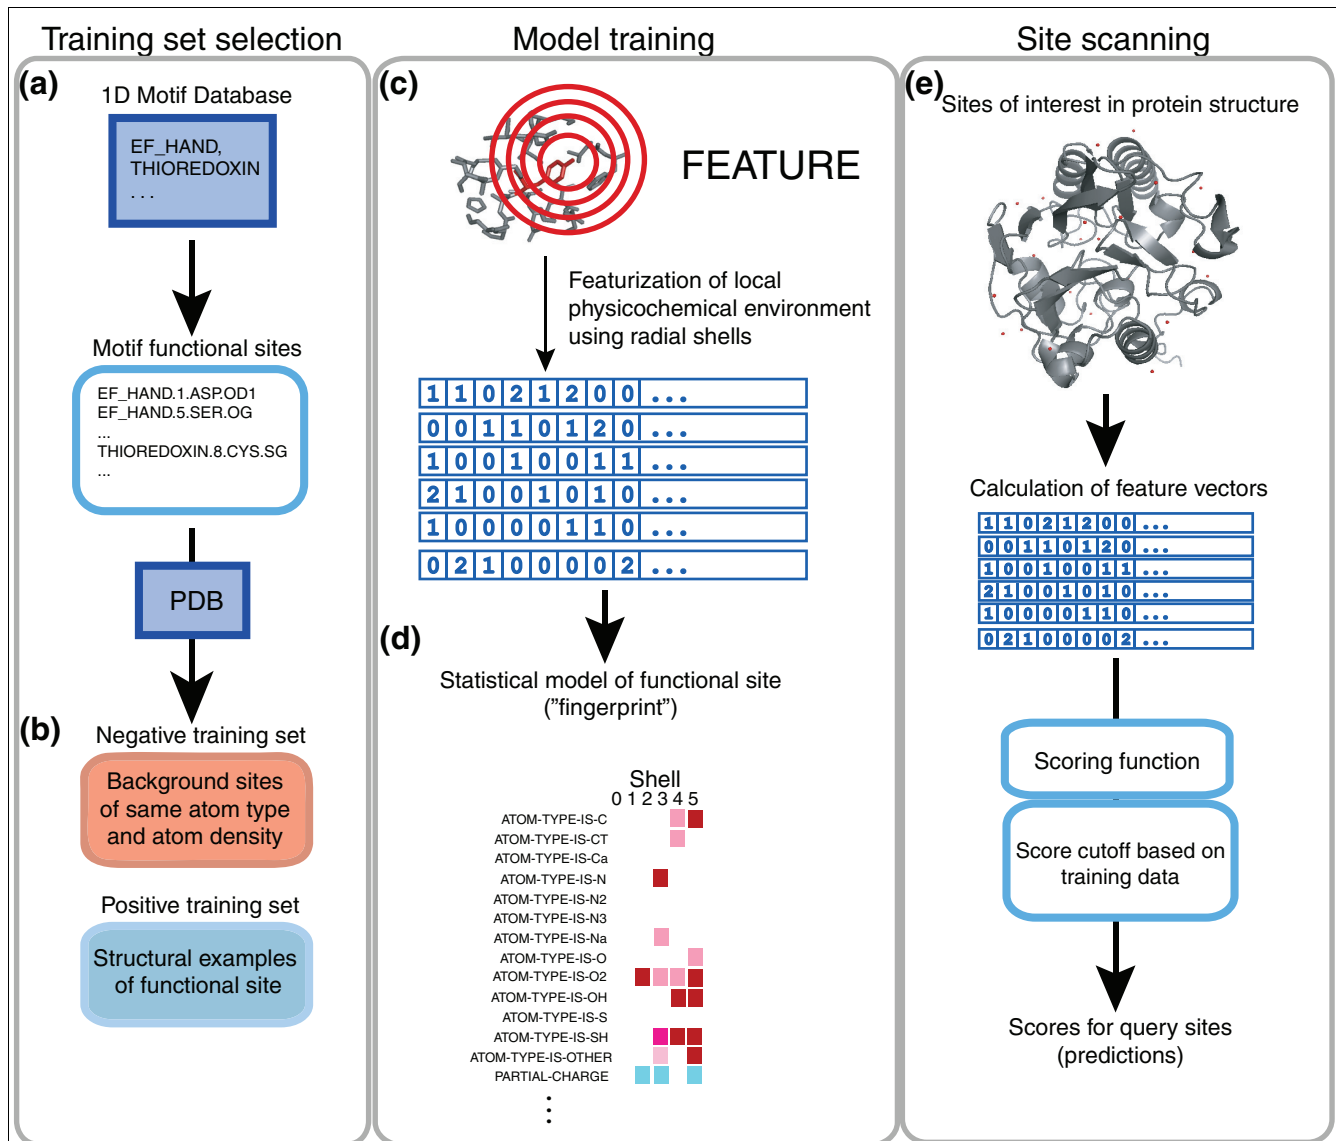 Training set selection
(a)
1D Motif Database
EF_HAND,
THIOREDOXIN
. . .
Motif functional sites
EF_HAND.1.ASP.OD1
EF_HAND.5.SER.OG
...
THIOREDOXIN.8.CYS.SG
...
PDB
(b)
Negative training set
Background sites
of same atom type
and atom density
Positive training set
Structural examples
of functional site
Model training
(c)
FEATURE
Featurization of local
physicochemical environment
using radial shells
1 1 0 2 1 2 0 0 ...
0 0 1 1 0 1 2 0 ...
1 0 0 1 0 0 1 1 ...
2 1 0 0 1 0 1 0 ...
1 0 0 0 0 1 1 0 ...
0 2 1 0 0 0 0 2 ...
(d)
Statistical model of functional site
("fingerprint")
Shell
0 1 2 3 4 5
ATOM-TYPE-IS-C
ATOM-TYPE-IS-CT
ATOM-TYPE-IS-Ca
ATOM-TYPE-IS-N
ATOM-TYPE-IS-N2
ATOM-TYPE-IS-N3
ATOM-TYPE-IS-Na
ATOM-TYPE-IS-O
ATOM-TYPE-IS-O2
ATOM-TYPE-IS-OH
ATOM-TYPE-IS-S
ATOM-TYPE-IS-SH
ATOM-TYPE-IS-OTHER
PARTIAL-CHARGE
Site scanning
(e)
Sites of interest in protein structure
Calculation of feature vectors
1 1 0 2 1 2 0 0 ...
0 0 1 1 0 1 2 0 ...
1 0 0 1 0 0 1 1 ...
2 1 0 0 1 0 1 0 ...
1 0 0 0 0 1 1 0 ...
0 2 1 0 0 0 0 2 ...
Scoring function
Score cutoff based on
training data
Scores for query sites
(predictions)